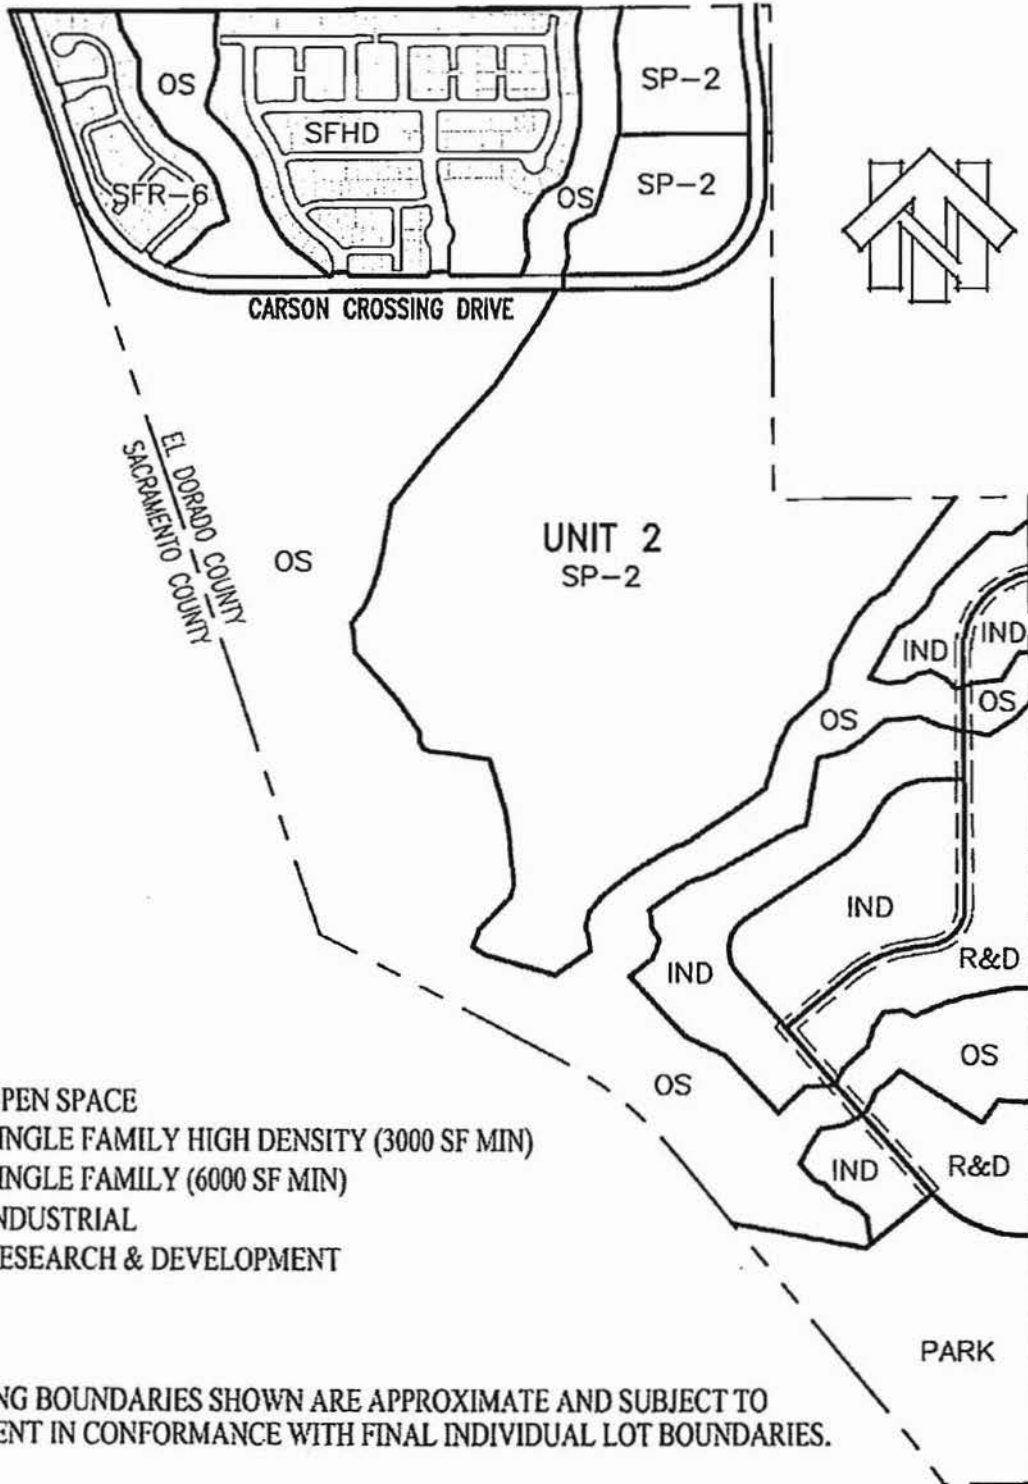 OS
SP-2
SFHD
SFR-6
OS
SP-2
CARSON CROSSING DRIVE
EL DORADO COUNTY
SACRAMENTO COUNTY
OS
UNIT 2
SP-2
IND
IND
OS
OS
IND
R&D
IND
OS
OS
IND
R&D
PEN SPACE
INGLE FAMILY HIGH DENSITY (3000 SF MIN)
INGLE FAMILY (6000 SF MIN)
NDUSTRIAL
ESEARCH & DEVELOPMENT
PARK
NG BOUNDARIES SHOWN ARE APPROXIMATE AND SUBJECT TO
ENT IN CONFORMANCE WITH FINAL INDIVIDUAL LOT BOUNDARIES.